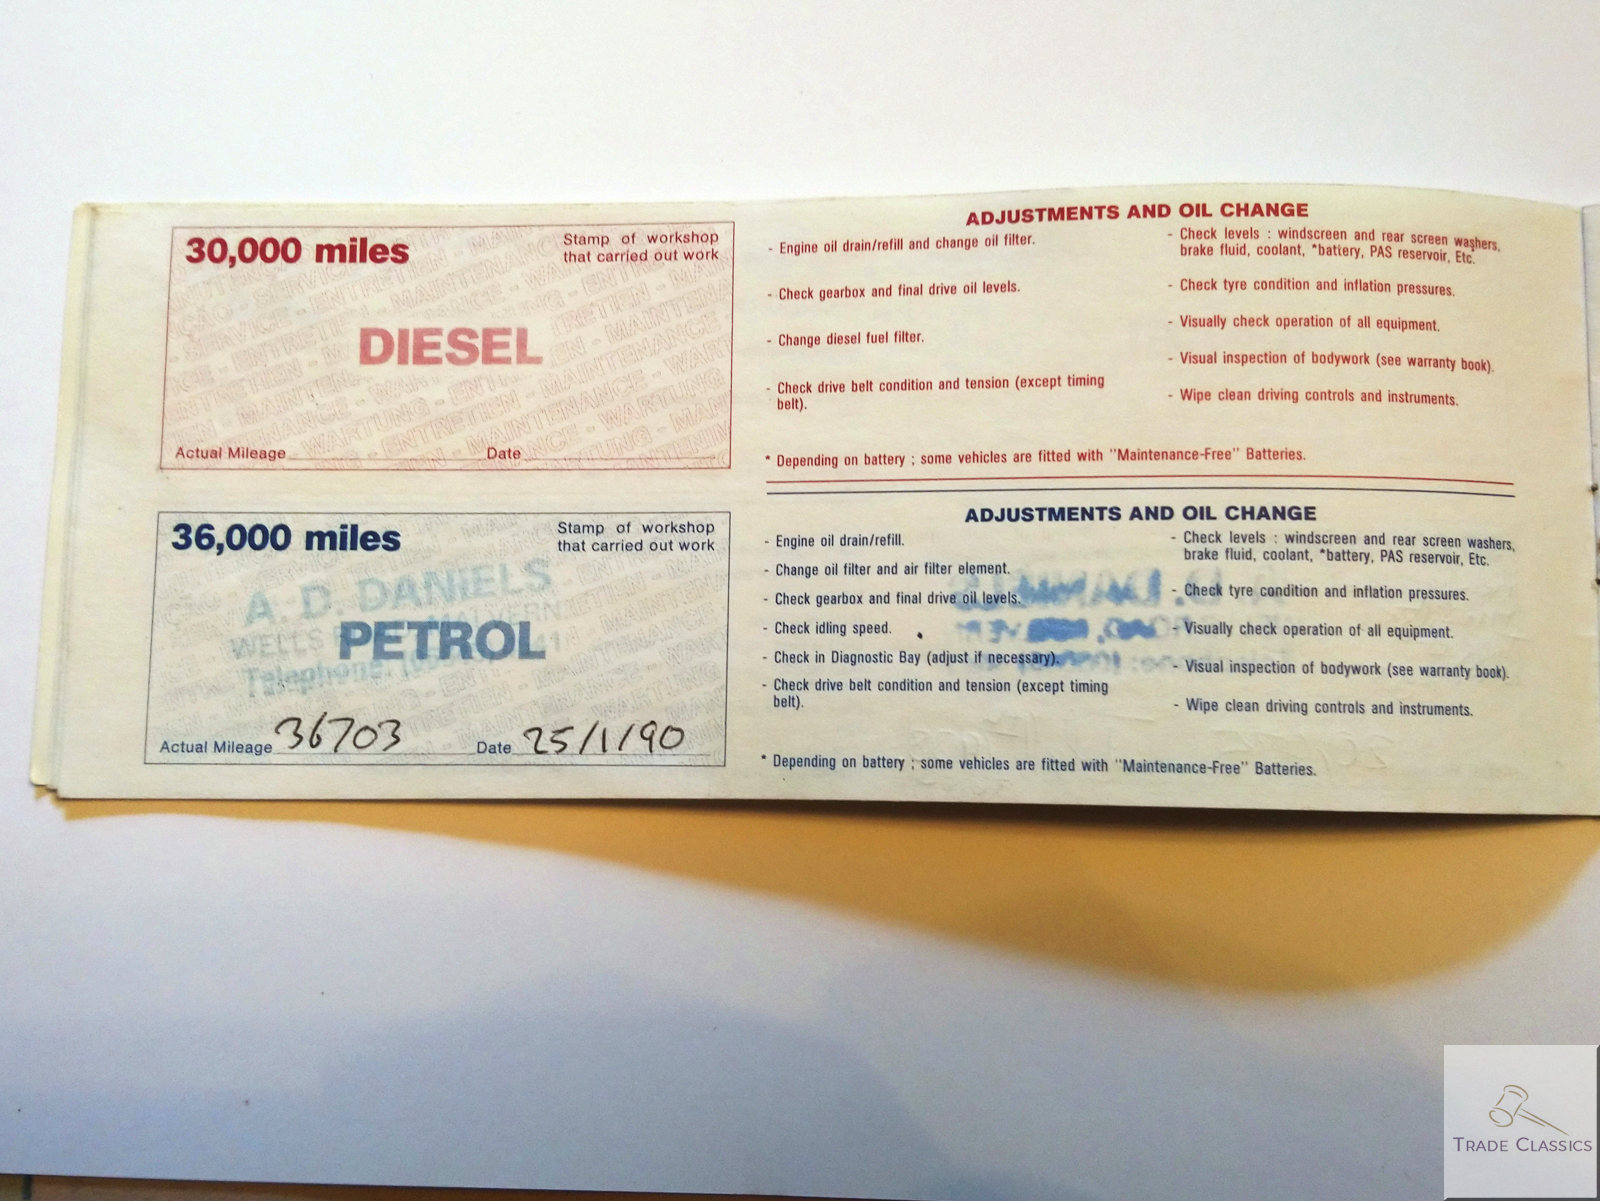 30,000 miles
Stamp of workshop
that carried out work
DIESEL
Actual Mileage
Date
ADJUSTMENTS AND OIL CHANGE
- Engine oil drain/refill and change oil filter.
- Check gearbox and final drive oil levels.
- Change diesel fuel filter.
- Check drive belt condition and tension (except timing
belt).
- Check levels : windscreen and rear screen washers,
brake fluid, coolant, *battery, PAS reservoir, Etc.
- Check tyre condition and inflation pressures.
- Visually check operation of all equipment.
- Visual inspection of bodywork (see warranty book).
- Wipe clean driving controls and instruments.
* Depending on battery ; some vehicles are fitted with "Maintenance-Free" Batteries.
36,000 miles
Stamp of workshop
that carried out work
A. D. DANIELS
WELLS
PETROL
Telephone:
Actual Mileage 36703
Date 25/1/90
ADJUSTMENTS AND OIL CHANGE
- Engine oil drain/refill.
- Change oil filter and air filter element.
- Check gearbox and final drive oil levels.
- Check idling speed.
- Check in Diagnostic Bay (adjust if necessary).
- Check drive belt condition and tension (except timing
belt).
- Check levels : windscreen and rear screen washers,
brake fluid, coolant, *battery, PAS reservoir, Etc.
- Check tyre condition and inflation pressures.
- Visually check operation of all equipment.
- Visual inspection of bodywork (see warranty book).
- Wipe clean driving controls and instruments.
* Depending on battery ; some vehicles are fitted with "Maintenance-Free" Batteries.
TRADE CLASSICS